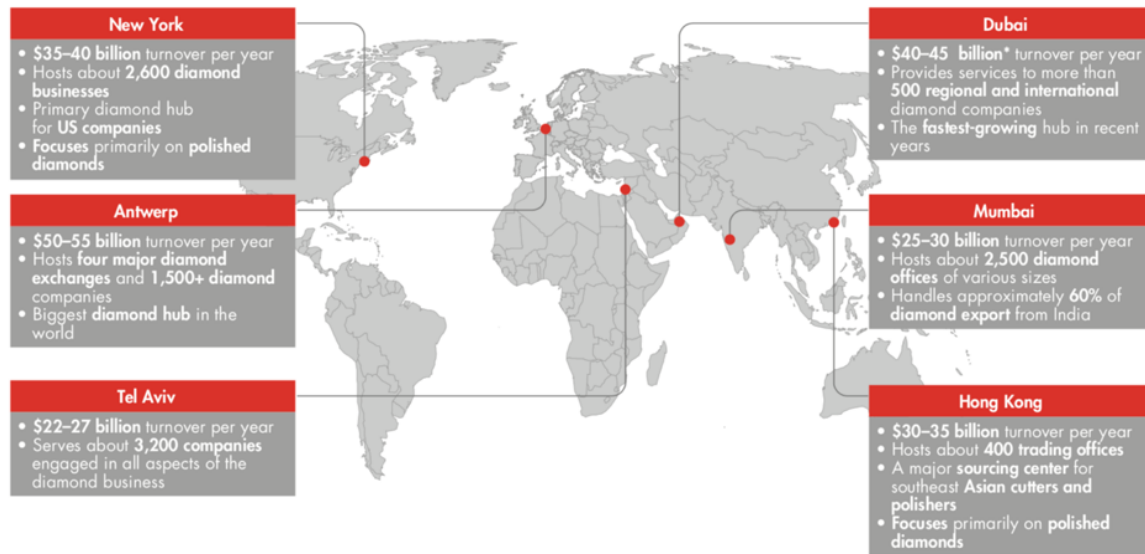 New York
• $35–40 billion turnover per year
• Hosts about 2,600 diamond
businesses
• Primary diamond hub
for US companies
• Focuses primarily on polished
diamonds
Antwerp
• $50–55 billion turnover per year
• Hosts four major diamond
exchanges and 1,500+ diamond
companies
• Biggest diamond hub in the
world
Tel Aviv
• $22–27 billion turnover per year
• Serves about 3,200 companies
engaged in all aspects of the
diamond business
Dubai
• $40–45 billion* turnover per year
• Provides services to more than
500 regional and international
diamond companies
• The fastest-growing hub in recent
years
Mumbai
• $25–30 billion turnover per year
• Hosts about 2,500 diamond
offices of various sizes
• Handles approximately 60% of
diamond export from India
Hong Kong
• $30–35 billion turnover per year
• Hosts about 400 trading offices
• A major sourcing center for
southeast Asian cutters and
polishers
• Focuses primarily on polished
diamonds